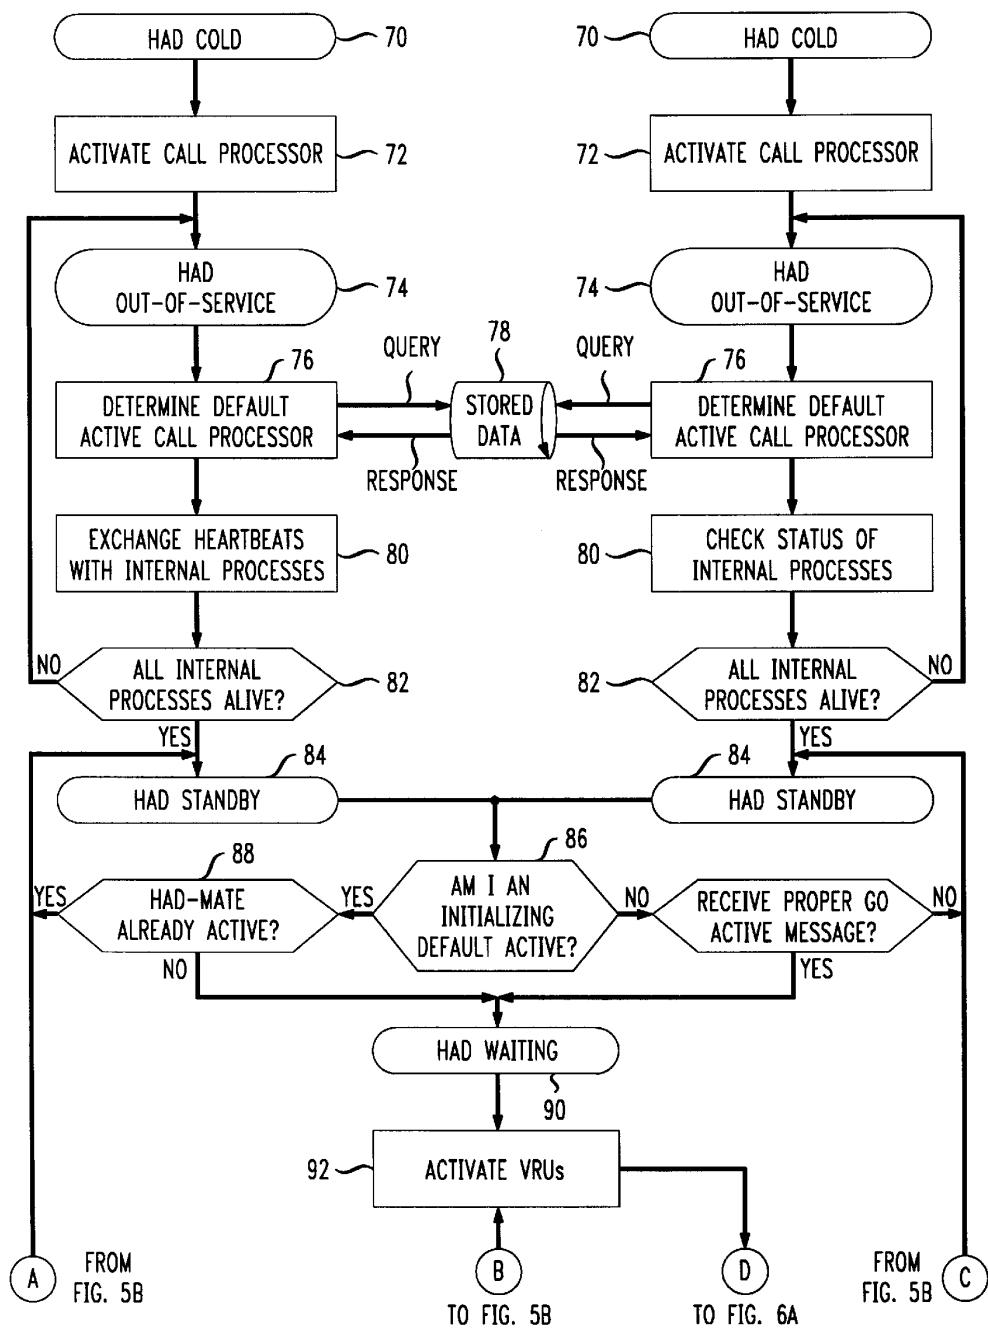 HAD COLD
70
70
HAD COLD
ACTIVATE CALL PROCESSOR
72
72
ACTIVATE CALL PROCESSOR
HAD
OUT-OF-SERVICE
74
74
HAD
OUT-OF-SERVICE
76
QUERY
78
QUERY
76
DETERMINE DEFAULT
ACTIVE CALL PROCESSOR
STORED
DATA
DETERMINE DEFAULT
ACTIVE CALL PROCESSOR
RESPONSE
RESPONSE
EXCHANGE HEARTBEATS
WITH INTERNAL PROCESSES
80
80
CHECK STATUS OF
INTERNAL PROCESSES
NO
ALL INTERNAL
PROCESSES ALIVE?
82
82
ALL INTERNAL
PROCESSES ALIVE?
NO
YES
YES
84
84
HAD STANDBY
HAD STANDBY
88
86
YES
HAD-MATE
ALREADY ACTIVE?
YES
AM I AN
INITIALIZING
DEFAULT ACTIVE?
NO
RECEIVE PROPER GO
ACTIVE MESSAGE?
NO
NO
YES
HAD WAITING
90
92
ACTIVATE VRUs
A
FROM
FIG. 5B
B
TO FIG. 5B
D
TO FIG. 6A
FROM
FIG. 5B
C